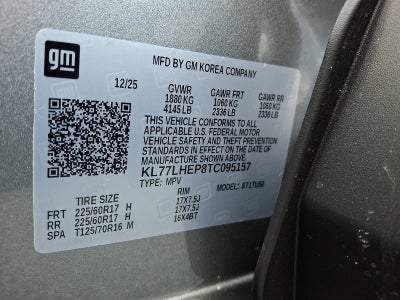 gm
MFD BY GM KOREA COMPANY
12/25 GVWR GAWR FRT GAWR RR
1880 KG 1060 KG 1060 KG
4145 LB 2336 LB 2336 LB
THIS VEHICLE CONFORMS TO ALL
APPLICABLE U.S. FEDERAL MOTOR
VEHICLE SAFETY AND THEFT
PREVENTION STANDARDS IN EFFECT
ON THE DATE OF MANUFACTURE
SHOWN ABOVE.
KL77LHEP8TC095157
TYPE: MPV MODEL: 8T1TU58
TIRE SIZE RIM
FRT 225/60R17 H 17X7.5J
RR 225/60R17 H 17X7.5J
SPA T125/70R16 M 16X4BT